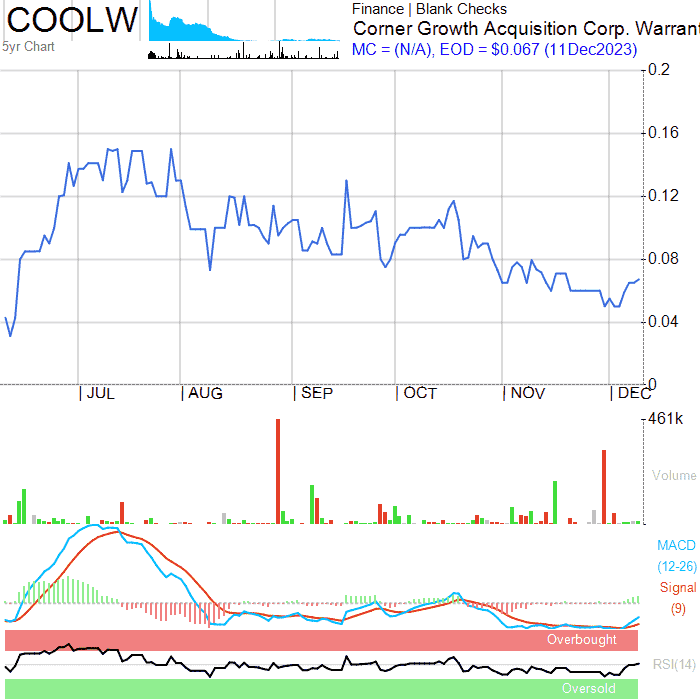 COOLW
5yr Chart
Finance | Blank Checks
Corner Growth Acquisition Corp. Warrant
MC = (N/A), EOD = $0.067 (11Dec2023)
0.2
0.16
0.12
0.08
0.04
0
JUL
AUG
SEP
OCT
NOV
DEC
461k
Volume
MACD
(12-26)
Signal
(9)
Overbought
RSI(14)
Oversold